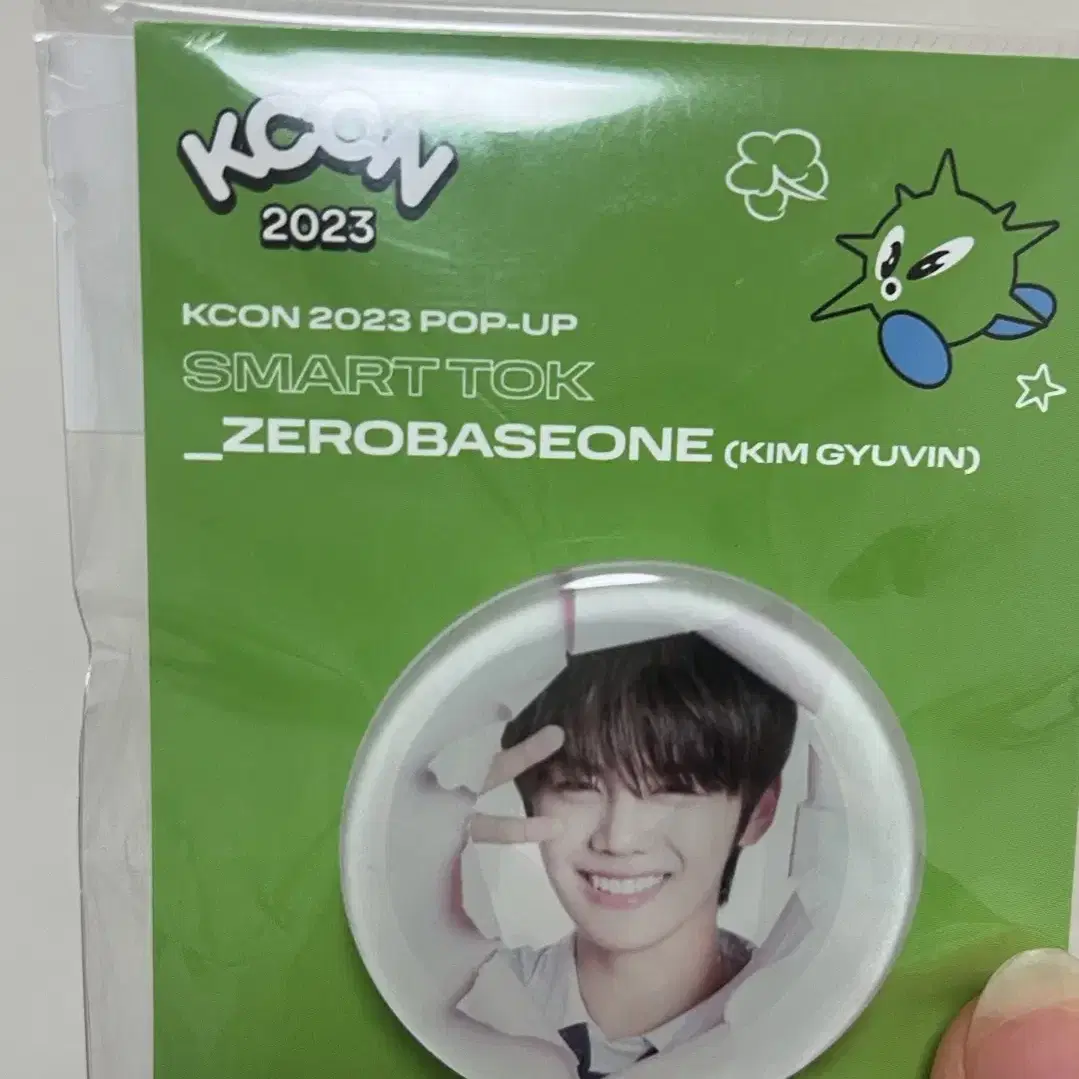 KCON
2023
KCON 2023 POP-UP
SMART TOK
_ZEROBASEONE (KIM GYUVIN)